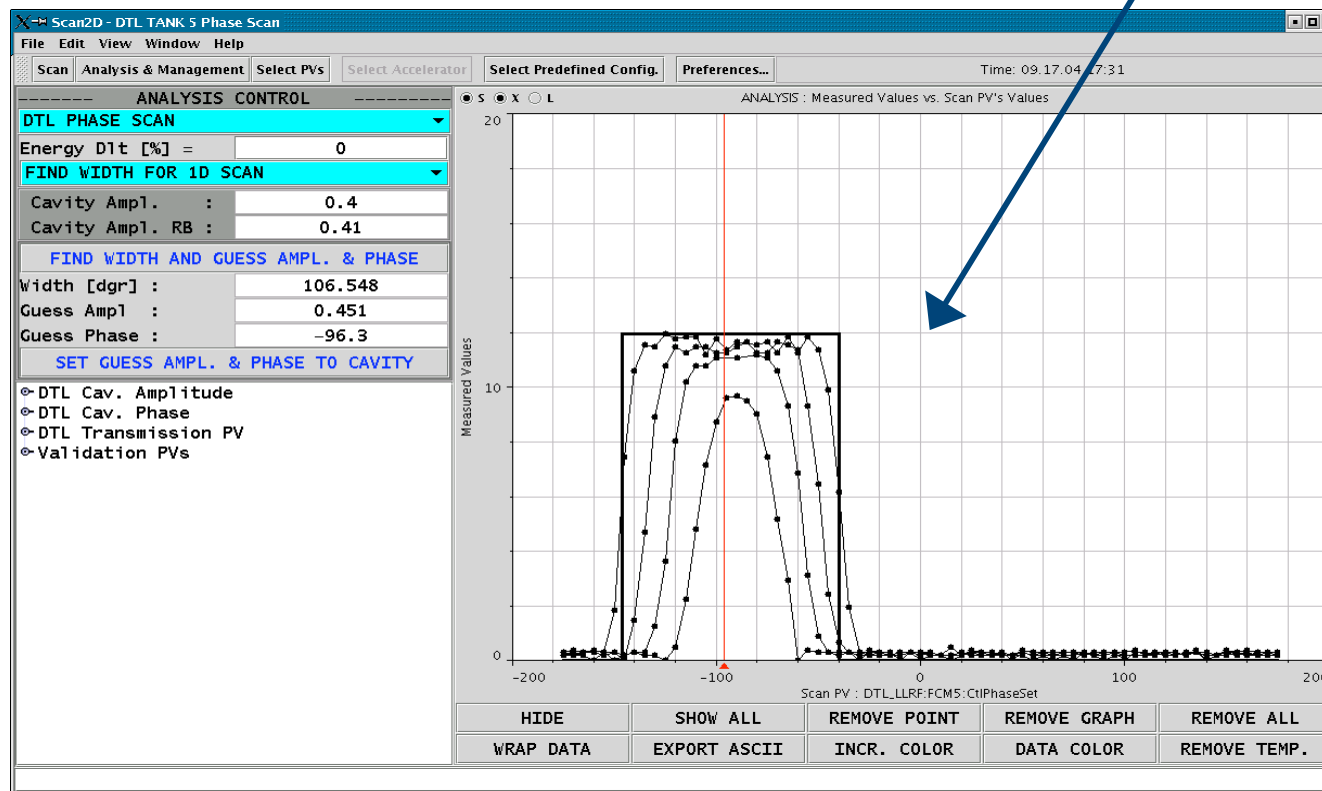 Scan2D - DTL TANK 5 Phase Scan
File Edit View Window Help
Scan Analysis & Management Select PVs Select Accelerator Select Predefined Config. Preferences... Time: 09.17.04 17:31
------- ANALYSIS CONTROL ---------
DTL PHASE SCAN
Energy Dlt [%] = 0
FIND WIDTH FOR 1D SCAN
Cavity Ampl. : 0.4
Cavity Ampl. RB : 0.41
FIND WIDTH AND GUESS AMPL. & PHASE
Width [dgr] : 106.548
Guess Ampl : 0.451
Guess Phase : -96.3
SET GUESS AMPL. & PHASE TO CAVITY
DTL Cav. Amplitude
DTL Cav. Phase
DTL Transmission PV
Validation PVs
S X L ANALYSIS : Measured Values vs. Scan PV's Values
20
10
0
Measured Values
-200 -100 0 100 200
Scan PV : DTL_LLRF:FCM5:CtlPhaseSet
HIDE SHOW ALL REMOVE POINT REMOVE GRAPH REMOVE ALL
WRAP DATA EXPORT ASCII INCR. COLOR DATA COLOR REMOVE TEMP.